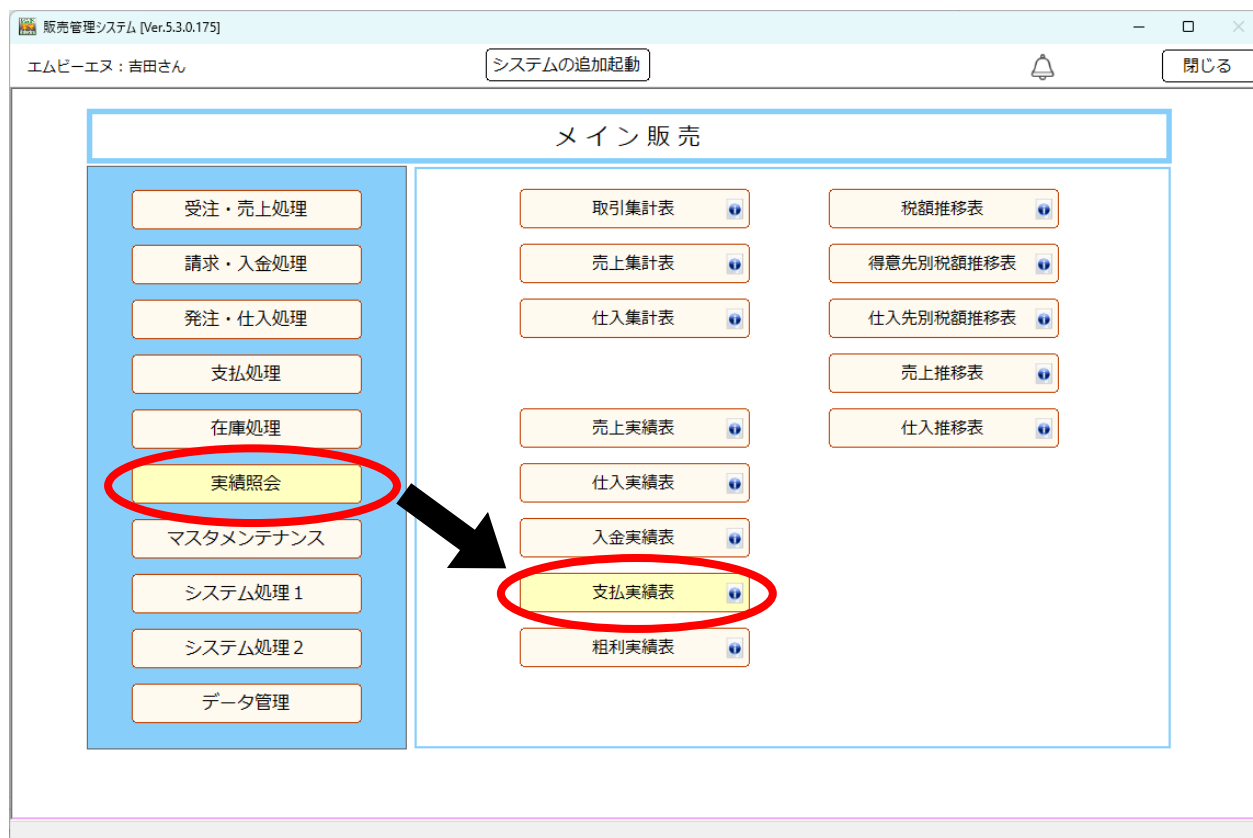 販売管理システム [Ver.5.3.0.175]
エムビーエヌ：吉田さん
システムの追加起動
閉じる
メイン販売
受注・売上処理
請求・入金処理
発注・仕入処理
支払処理
在庫処理
実績照会
マスタメンテナンス
システム処理１
システム処理２
データ管理
取引集計表
売上集計表
仕入集計表
売上実績表
仕入実績表
入金実績表
支払実績表
粗利実績表
税額推移表
得意先別税額推移表
仕入先別税額推移表
売上推移表
仕入推移表